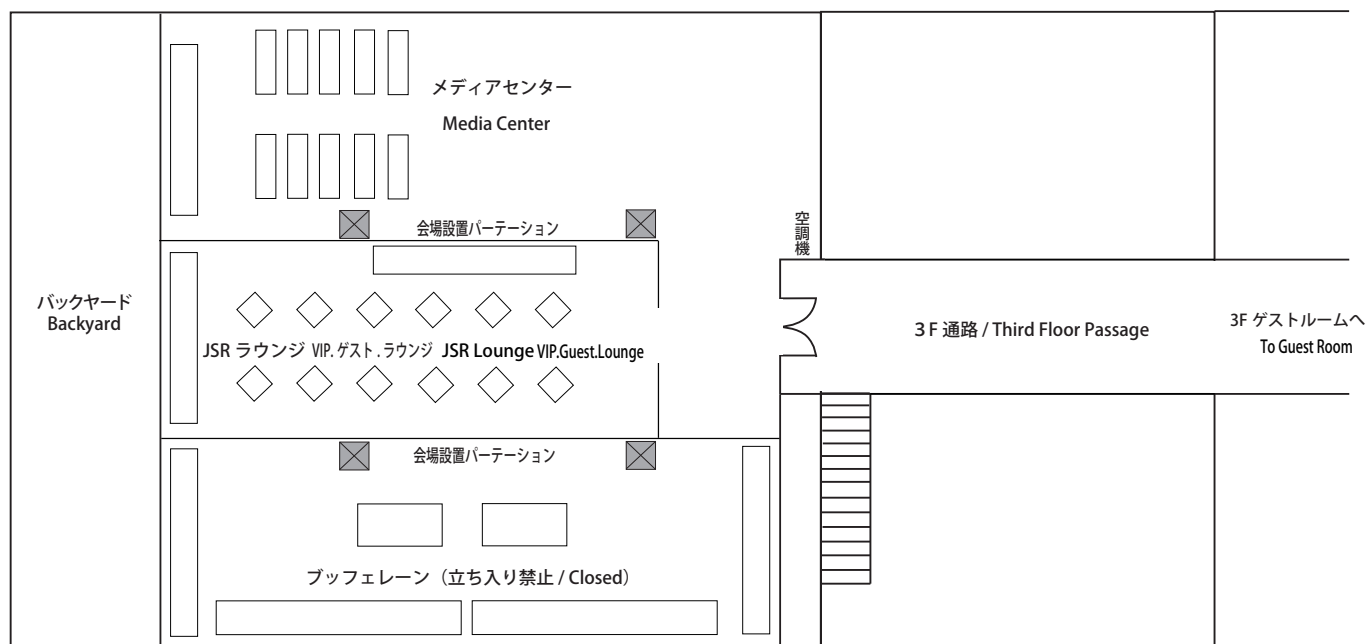 メディアセンター
Media Center
会場設置パーテーション
空調機
バックヤード
Backyard
JSR ラウンジ VIP. ゲスト . ラウンジ JSR Lounge VIP.Guest.Lounge
３F 通路 / Third Floor Passage
3F ゲストルームへ
To Guest Room
会場設置パーテーション
ブッフェレーン（立ち入り禁止 / Closed）